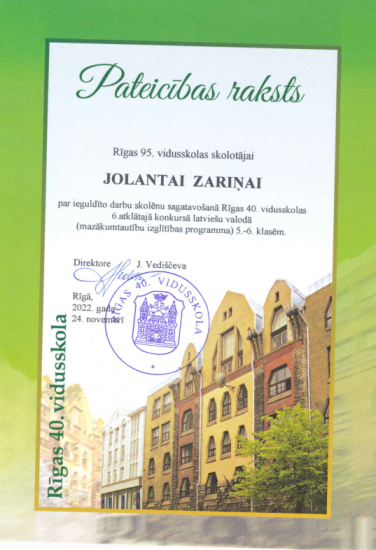 Pateicības raksts
Rīgas 95. vidusskolas skolotājai
JOLANTAI ZARIŅAI
par ieguldīto darbu skolēnu sagatavošanā Rīgas 40. vidusskolas
6.atklātajā konkursā latviešu valodā
(mazākumtautību izglītības programma) 5.-6. klasēm.
Direktore J. Vediščeva
Rīgā,
2022. gada
24. novembrī
RĪGAS 40. VIDUSSKOLA
Rīgas 40. vidusskola